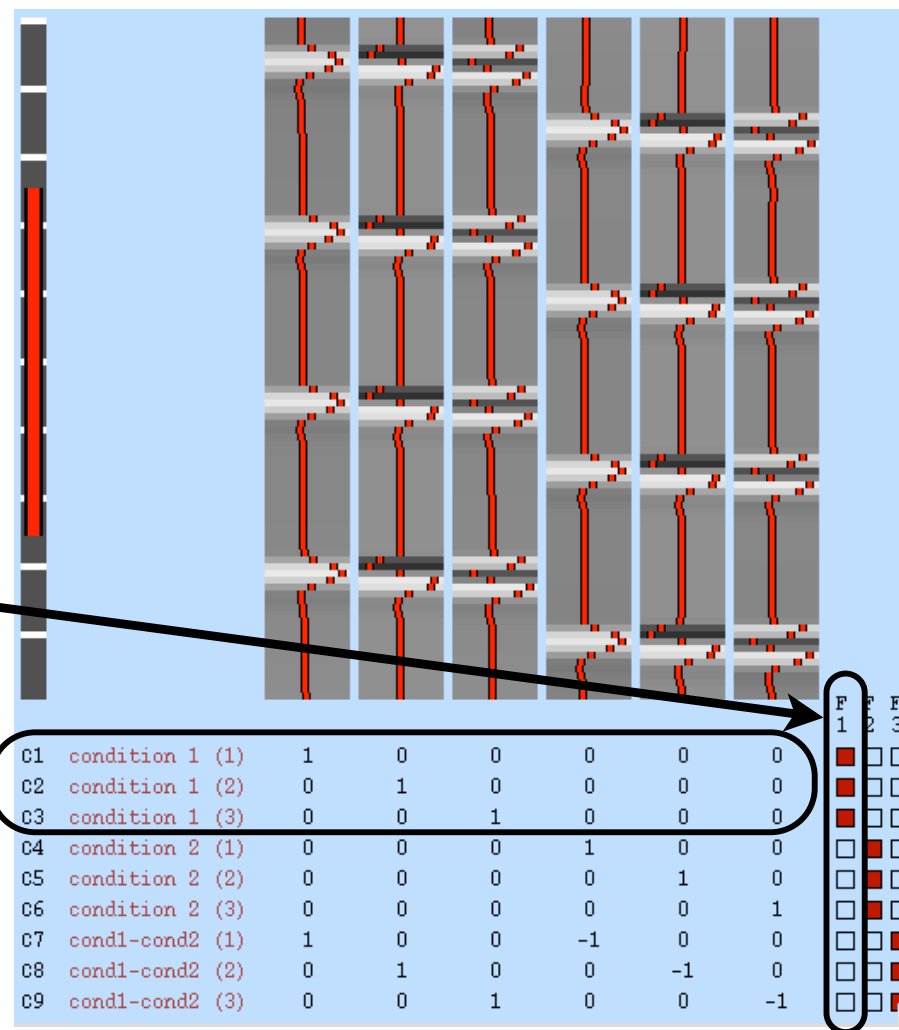 F F F
1 2 3
C1 condition 1 (1) 1 0 0 0 0 0
C2 condition 1 (2) 0 1 0 0 0 0
C3 condition 1 (3) 0 0 1 0 0 0
C4 condition 2 (1) 0 0 0 1 0 0
C5 condition 2 (2) 0 0 0 0 1 0
C6 condition 2 (3) 0 0 0 0 0 1
C7 cond1-cond2 (1) 1 0 0 -1 0 0
C8 cond1-cond2 (2) 0 1 0 0 -1 0
C9 cond1-cond2 (3) 0 0 1 0 0 -1